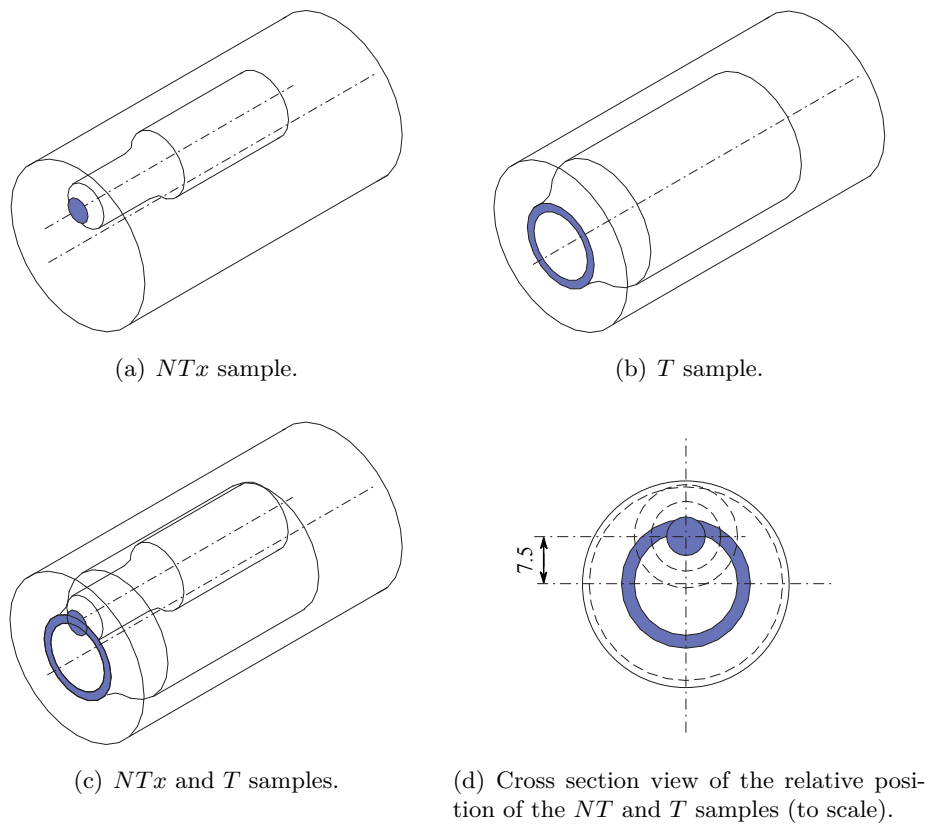 (a) NTx sample.
(b) T sample.
(c) NTx and T samples.
7.5
(d) Cross section view of the relative posi-
tion of the NT and T samples (to scale).